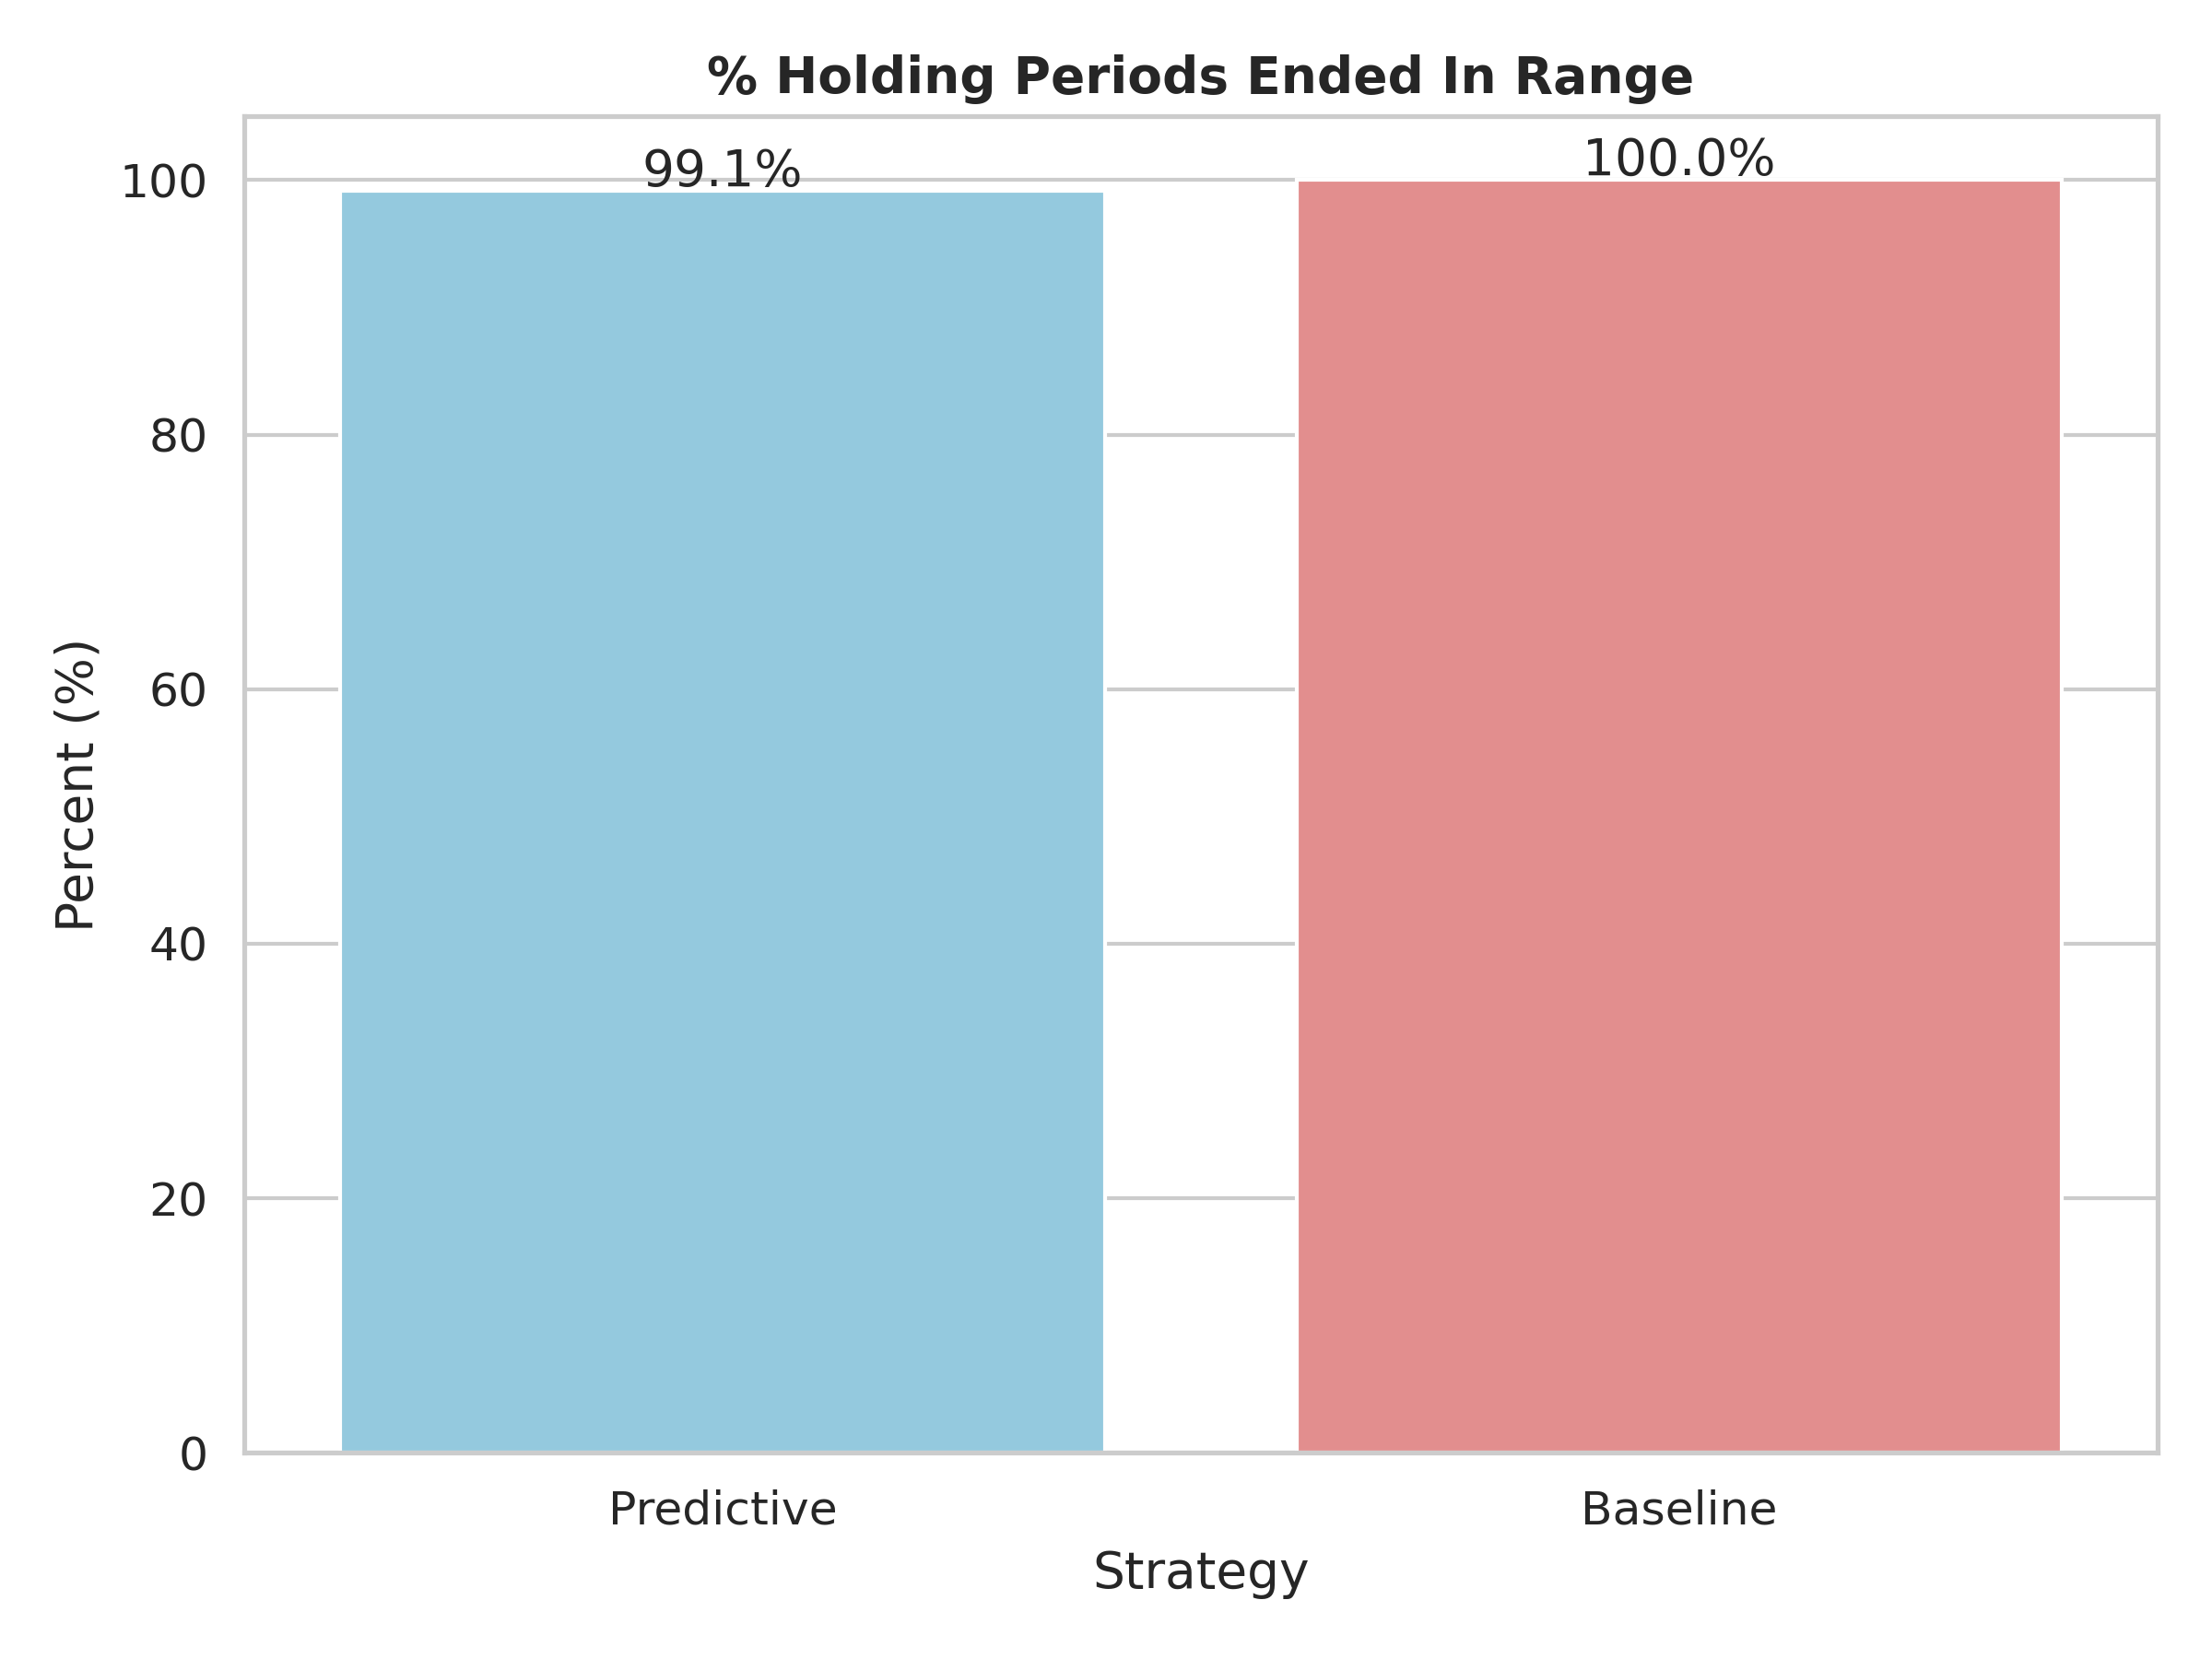 % Holding Periods Ended In Range
99.1%
100.0%
100
80
60
40
20
0
Percent (%)
Predictive
Baseline
Strategy